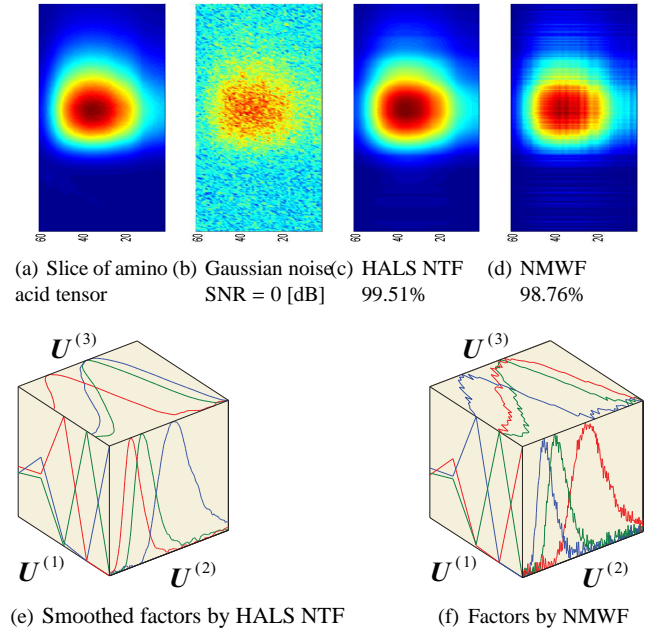 60 40 20 60 40 20 60 40 20 60 40 20
(a) Slice of amino acid tensor
(b) Gaussian noise SNR = 0 [dB]
(c) HALS NTF 99.51%
(d) NMWF 98.76%
U(3)
U(1)
U(2)
(e) Smoothed factors by HALS NTF
U(3)
U(1)
U(2)
(f) Factors by NMWF